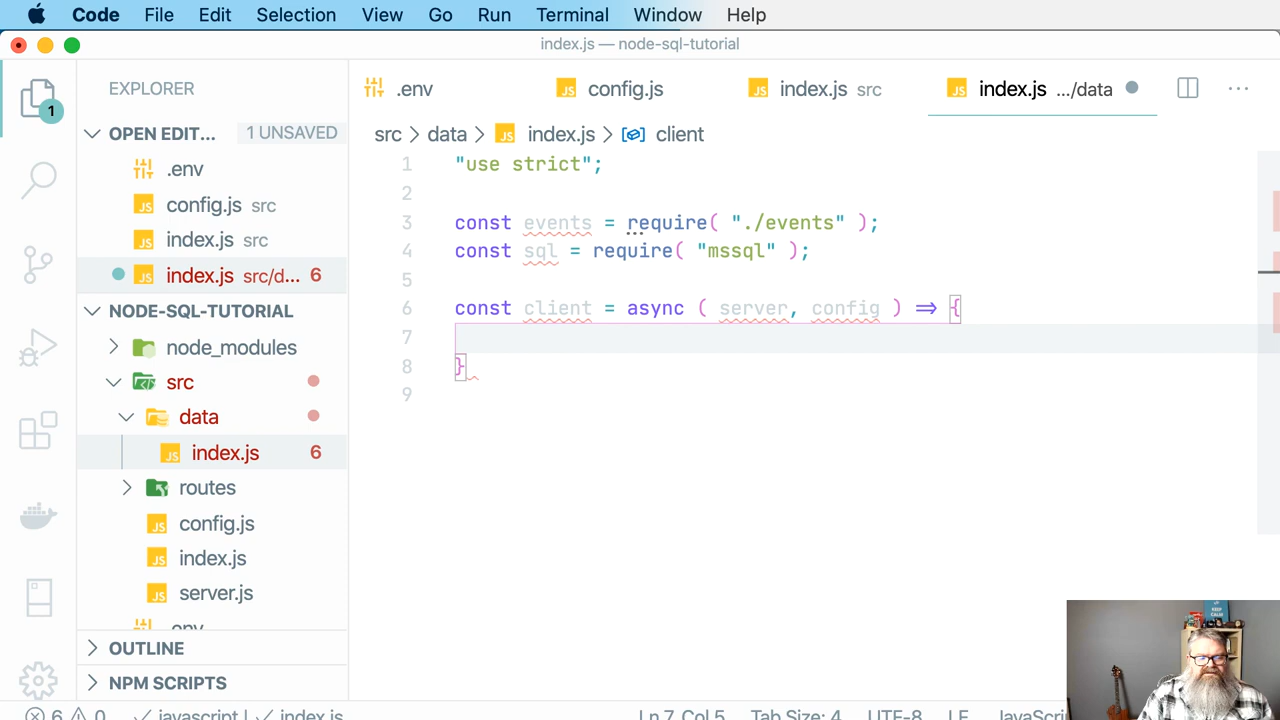 Code File Edit Selection View Go Run Terminal Window Help
index.js — node-sql-tutorial
EXPLORER
.env
config.js
index.js src
index.js .../data
1
OPEN EDIT... 1 UNSAVED
.env
config.js src
index.js src
index.js src/d... 6
NODE-SQL-TUTORIAL
node_modules
src
data
index.js 6
routes
config.js
index.js
server.js
.env
OUTLINE
NPM SCRIPTS
src > data > index.js > client
1 "use strict";
2
3 const events = require( "./events" );
4 const sql = require( "mssql" );
5
6 const client = async ( server, config ) => {
7
8 }
9
6 0 javascript | index.js
Ln 7, Col 5 Tab Size: 4 UTF-8 LF JavaScri
KEEP CALM